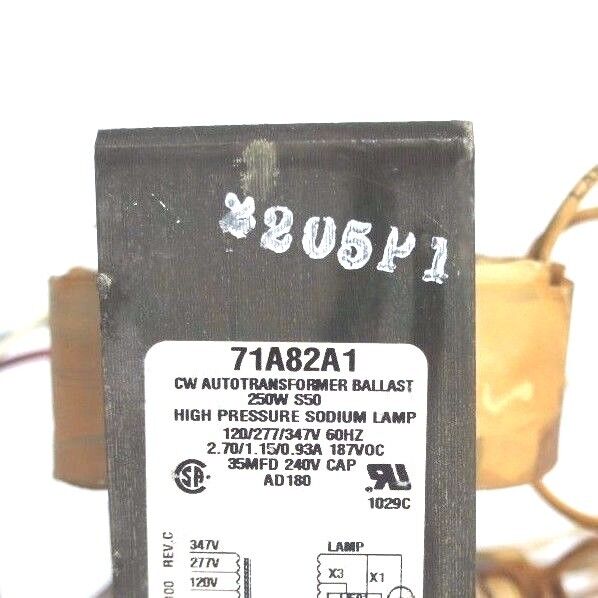 *205P1
71A82A1
CW AUTOTRANSFORMER BALLAST
250W S50
HIGH PRESSURE SODIUM LAMP
120/277/347V 60HZ
2.70/1.15/0.93A 187VOC
35MFD 240V CAP
AD180
1029C
REV.C
347V
277V
120V
LAMP
X3
X1